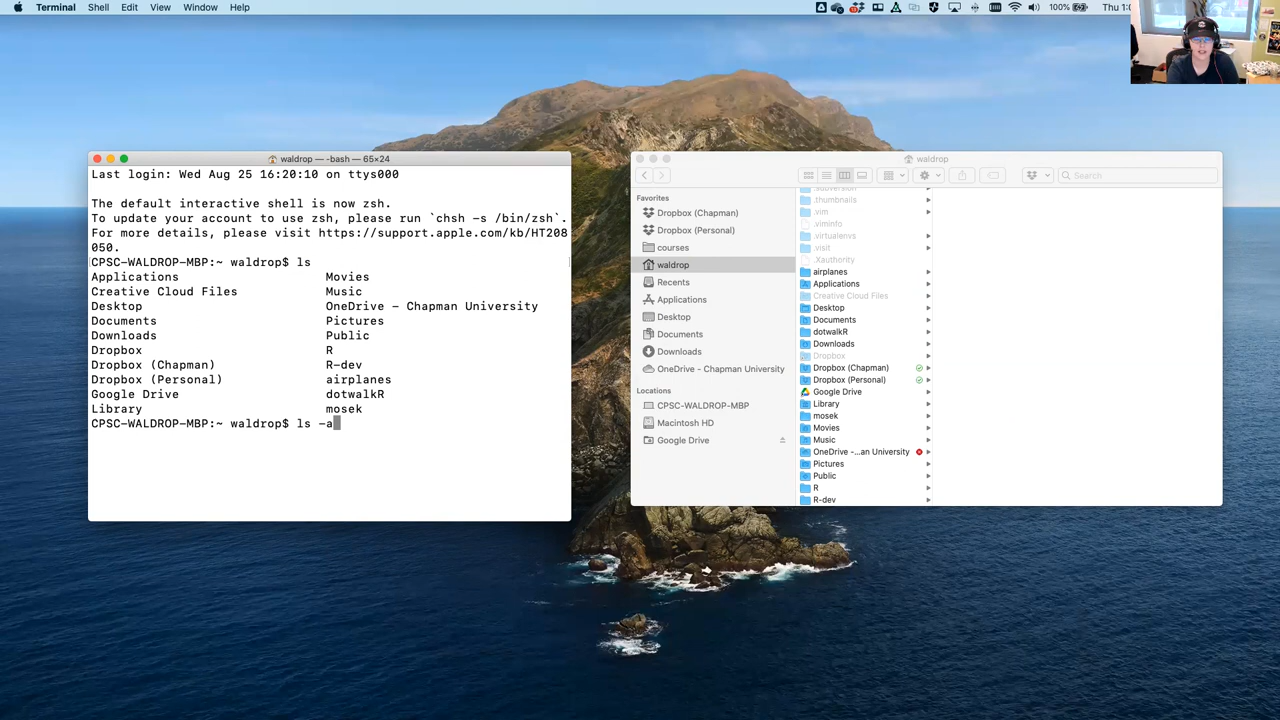 Terminal Shell Edit View Window Help
100% Thu 1:0
waldrop — -bash — 65×24
Last login: Wed Aug 25 16:20:10 on ttys000
The default interactive shell is now zsh.
To update your account to use zsh, please run `chsh -s /bin/zsh`.
For more details, please visit https://support.apple.com/kb/HT208
050.
CPSC-WALDROP-MBP:~ waldrop$ ls
Applications Movies
Creative Cloud Files Music
Desktop OneDrive - Chapman University
Documents Pictures
Downloads Public
Dropbox R
Dropbox (Chapman) R-dev
Dropbox (Personal) airplanes
Google Drive dotwalkR
Library mosek
CPSC-WALDROP-MBP:~ waldrop$ ls -a
waldrop
Search
Favorites
Dropbox (Chapman)
Dropbox (Personal)
courses
waldrop
Recents
Applications
Desktop
Documents
Downloads
OneDrive - Chapman University
Locations
CPSC-WALDROP-MBP
Macintosh HD
Google Drive
.subversion
.thumbnails
.vim
.viminfo
.virtualenvs
.visit
.Xauthority
airplanes
Applications
Creative Cloud Files
Desktop
Documents
dotwalkR
Downloads
Dropbox
Dropbox (Chapman)
Dropbox (Personal)
Google Drive
Library
mosek
Movies
Music
OneDrive -...an University
Pictures
Public
R
R-dev